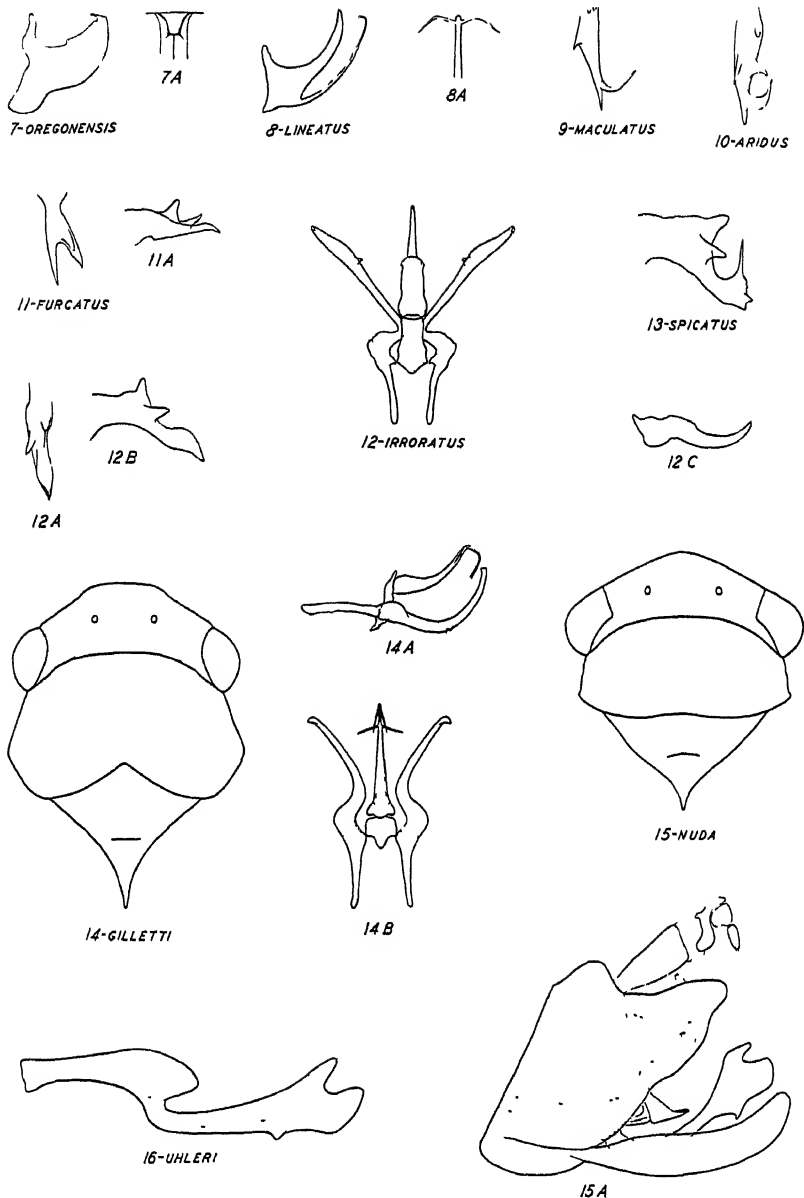 7A
8A
7-OREGONENSIS
8-LINEATUS
9-MACULATUS
10-ARIDUS
11A
11-FURCATUS
13-SPICATUS
12-IRRORATUS
12B
12C
12A
14A
15-NUDA
14B
14-GILLETTI
16-UHLERI
15A